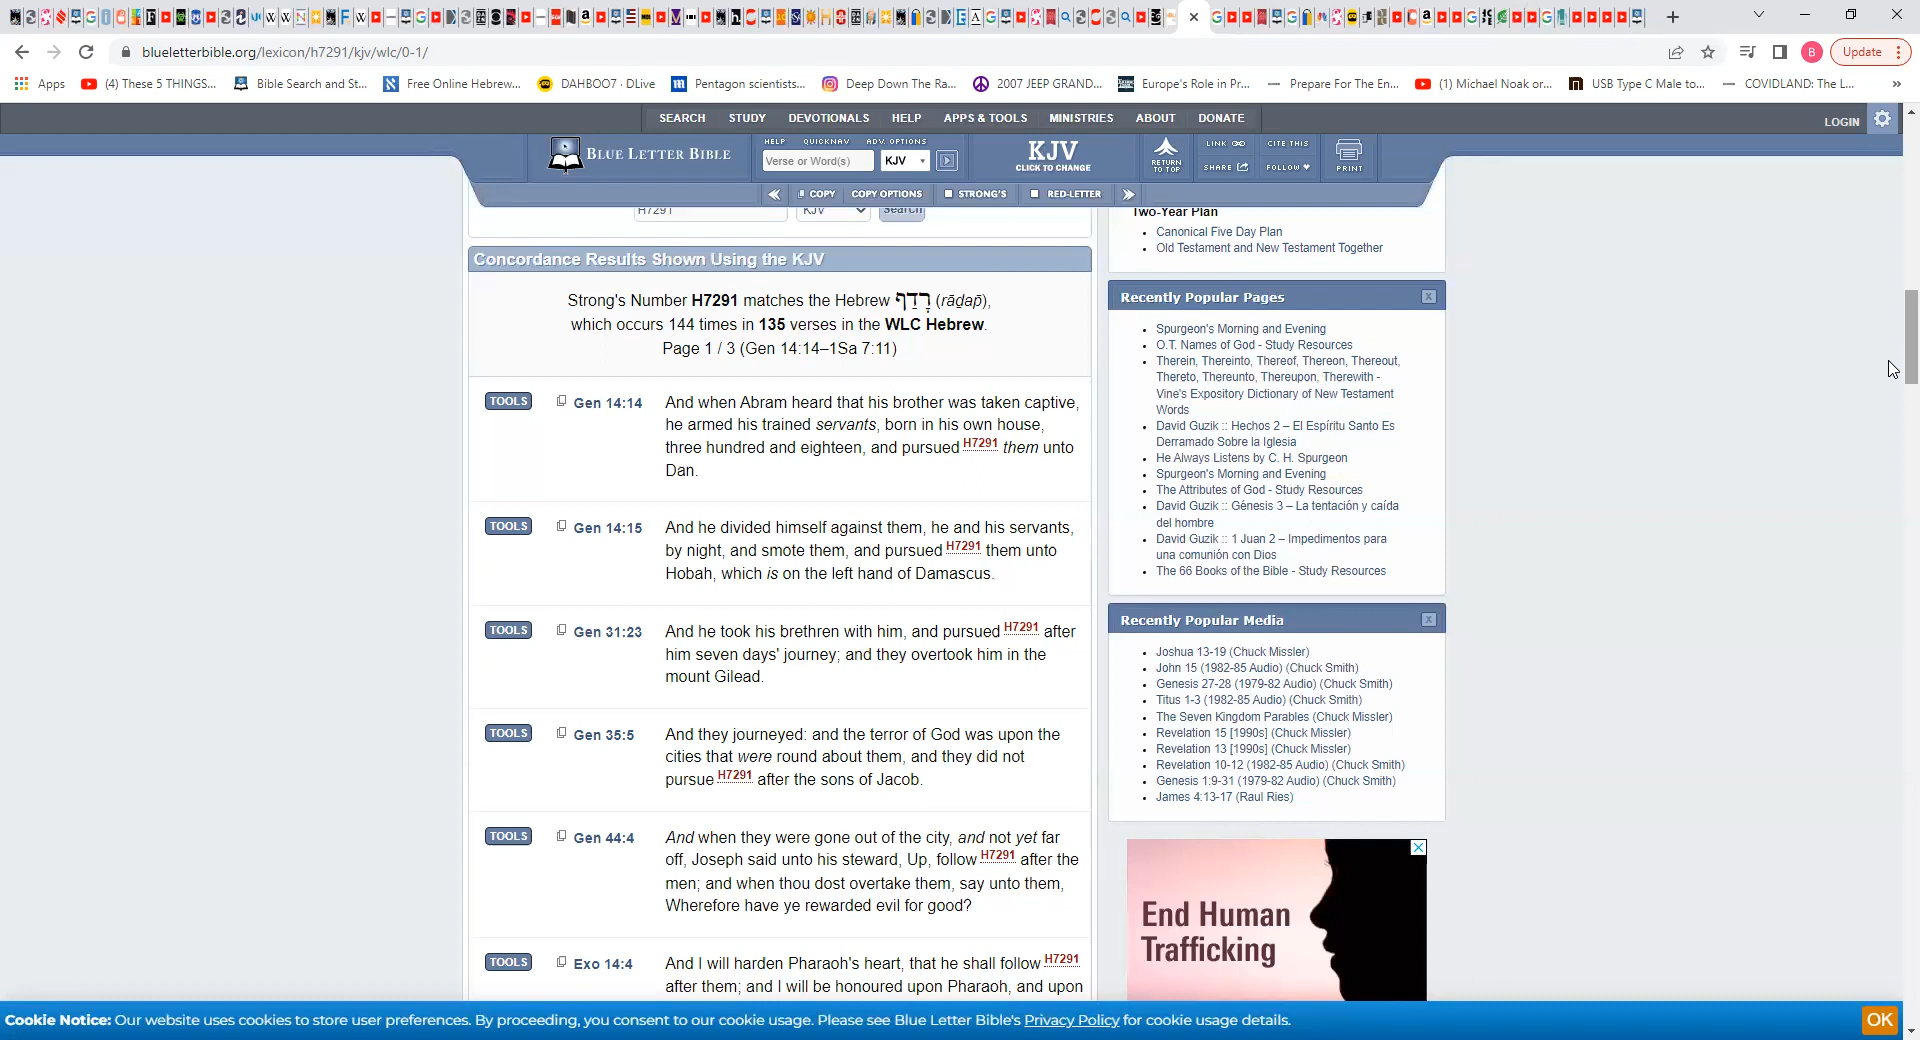 blueletterbible.org/lexicon/h7291/kjv/wlc/0-1/
Update
Apps
(4) These 5 THINGS...
Bible Search and St...
Free Online Hebrew...
DAHBOO7 · DLive
Pentagon scientists...
Deep Down The Ra...
2007 JEEP GRAND...
Europe's Role in Pr...
Prepare For The En...
(1) Michael Noak or...
USB Type C Male to...
COVIDLAND: The L...
SEARCH STUDY DEVOTIONALS HELP APPS & TOOLS MINISTRIES ABOUT DONATE
LOGIN
BLUE LETTER BIBLE
HELP QUICKNAV ADV. OPTIONS
Verse or Word(s)
KJV
KJV
CLICK TO CHANGE
RETURN
TO TOP
LINK
CITE THIS
SHARE
FOLLOW
PRINT
COPY COPY OPTIONS STRONG'S RED-LETTER
H7291 KJV Search
Concordance Results Shown Using the KJV
Strong's Number H7291 matches the Hebrew רָדַף (rāḏap̄),
which occurs 144 times in 135 verses in the WLC Hebrew.
Page 1 / 3 (Gen 14:14–1Sa 7:11)
TOOLS Gen 14:14 And when Abram heard that his brother was taken captive,
he armed his trained servants, born in his own house,
three hundred and eighteen, and pursued H7291 them unto
Dan.
TOOLS Gen 14:15 And he divided himself against them, he and his servants,
by night, and smote them, and pursued H7291 them unto
Hobah, which is on the left hand of Damascus.
TOOLS Gen 31:23 And he took his brethren with him, and pursued H7291 after
him seven days' journey; and they overtook him in the
mount Gilead.
TOOLS Gen 35:5 And they journeyed: and the terror of God was upon the
cities that were round about them, and they did not
pursue H7291 after the sons of Jacob.
TOOLS Gen 44:4 And when they were gone out of the city, and not yet far
off, Joseph said unto his steward, Up, follow H7291 after the
men; and when thou dost overtake them, say unto them,
Wherefore have ye rewarded evil for good?
TOOLS Exo 14:4 And I will harden Pharaoh's heart, that he shall follow H7291
after them; and I will be honoured upon Pharaoh, and upon
Two-Year Plan
Canonical Five Day Plan
Old Testament and New Testament Together
Recently Popular Pages
Spurgeon's Morning and Evening
O.T. Names of God - Study Resources
Therein, Thereinto, Thereof, Thereon, Thereout,
Thereto, Thereunto, Thereupon, Therewith -
Vine's Expository Dictionary of New Testament
Words
David Guzik :: Hechos 2 – El Espíritu Santo Es
Derramado Sobre la Iglesia
He Always Listens by C. H. Spurgeon
Spurgeon's Morning and Evening
The Attributes of God - Study Resources
David Guzik :: Génesis 3 – La tentación y caída
del hombre
David Guzik :: 1 Juan 2 – Impedimentos para
una comunión con Dios
The 66 Books of the Bible - Study Resources
Recently Popular Media
Joshua 13-19 (Chuck Missler)
John 15 (1982-85 Audio) (Chuck Smith)
Genesis 27-28 (1979-82 Audio) (Chuck Smith)
Titus 1-3 (1982-85 Audio) (Chuck Smith)
The Seven Kingdom Parables (Chuck Missler)
Revelation 15 [1990s] (Chuck Missler)
Revelation 13 [1990s] (Chuck Missler)
Revelation 10-12 (1982-85 Audio) (Chuck Smith)
Genesis 1:9-31 (1979-82 Audio) (Chuck Smith)
James 4:13-17 (Raul Ries)
End Human
Trafficking
Cookie Notice: Our website uses cookies to store user preferences. By proceeding, you consent to our cookie usage. Please see Blue Letter Bible's Privacy Policy for cookie usage details.
OK